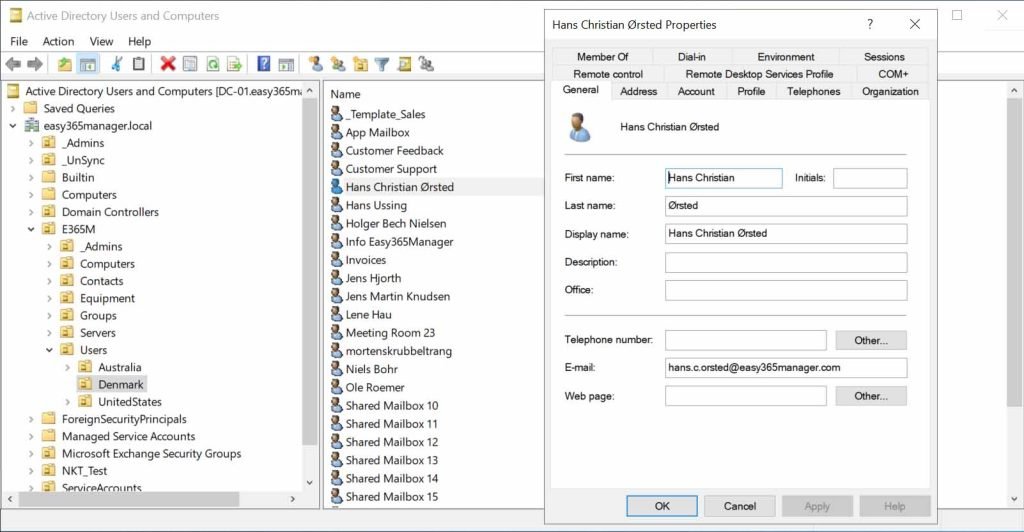 Active Directory Users and Computers
File Action View Help
Active Directory Users and Computers [DC-01.easy365m
Saved Queries
easy365manager.local
_Admins
_UnSync
Builtin
Computers
Domain Controllers
E365M
_Admins
Computers
Contacts
Equipment
Groups
Servers
Users
Australia
Denmark
UnitedStates
ForeignSecurityPrincipals
Managed Service Accounts
Microsoft Exchange Security Groups
NKT_Test
ServiceAccounts
Name
_Template_Sales
App Mailbox
Customer Feedback
Customer Support
Hans Christian Ørsted
Hans Ussing
Holger Bech Nielsen
Info Easy365Manager
Invoices
Jens Hjorth
Jens Martin Knudsen
Lene Hau
Meeting Room 23
mortenskrubbeltrang
Niels Bohr
Ole Roemer
Shared Mailbox 10
Shared Mailbox 11
Shared Mailbox 12
Shared Mailbox 13
Shared Mailbox 14
Shared Mailbox 15
Hans Christian Ørsted Properties ?
Member Of Dial-in Environment Sessions
Remote control Remote Desktop Services Profile COM+
General Address Account Profile Telephones Organization
Hans Christian Ørsted
First name: Hans Christian Initials:
Last name: Ørsted
Display name: Hans Christian Ørsted
Description:
Office:
Telephone number: Other...
E-mail: hans.c.orsted@easy365manager.com
Web page: Other...
OK Cancel Apply Help